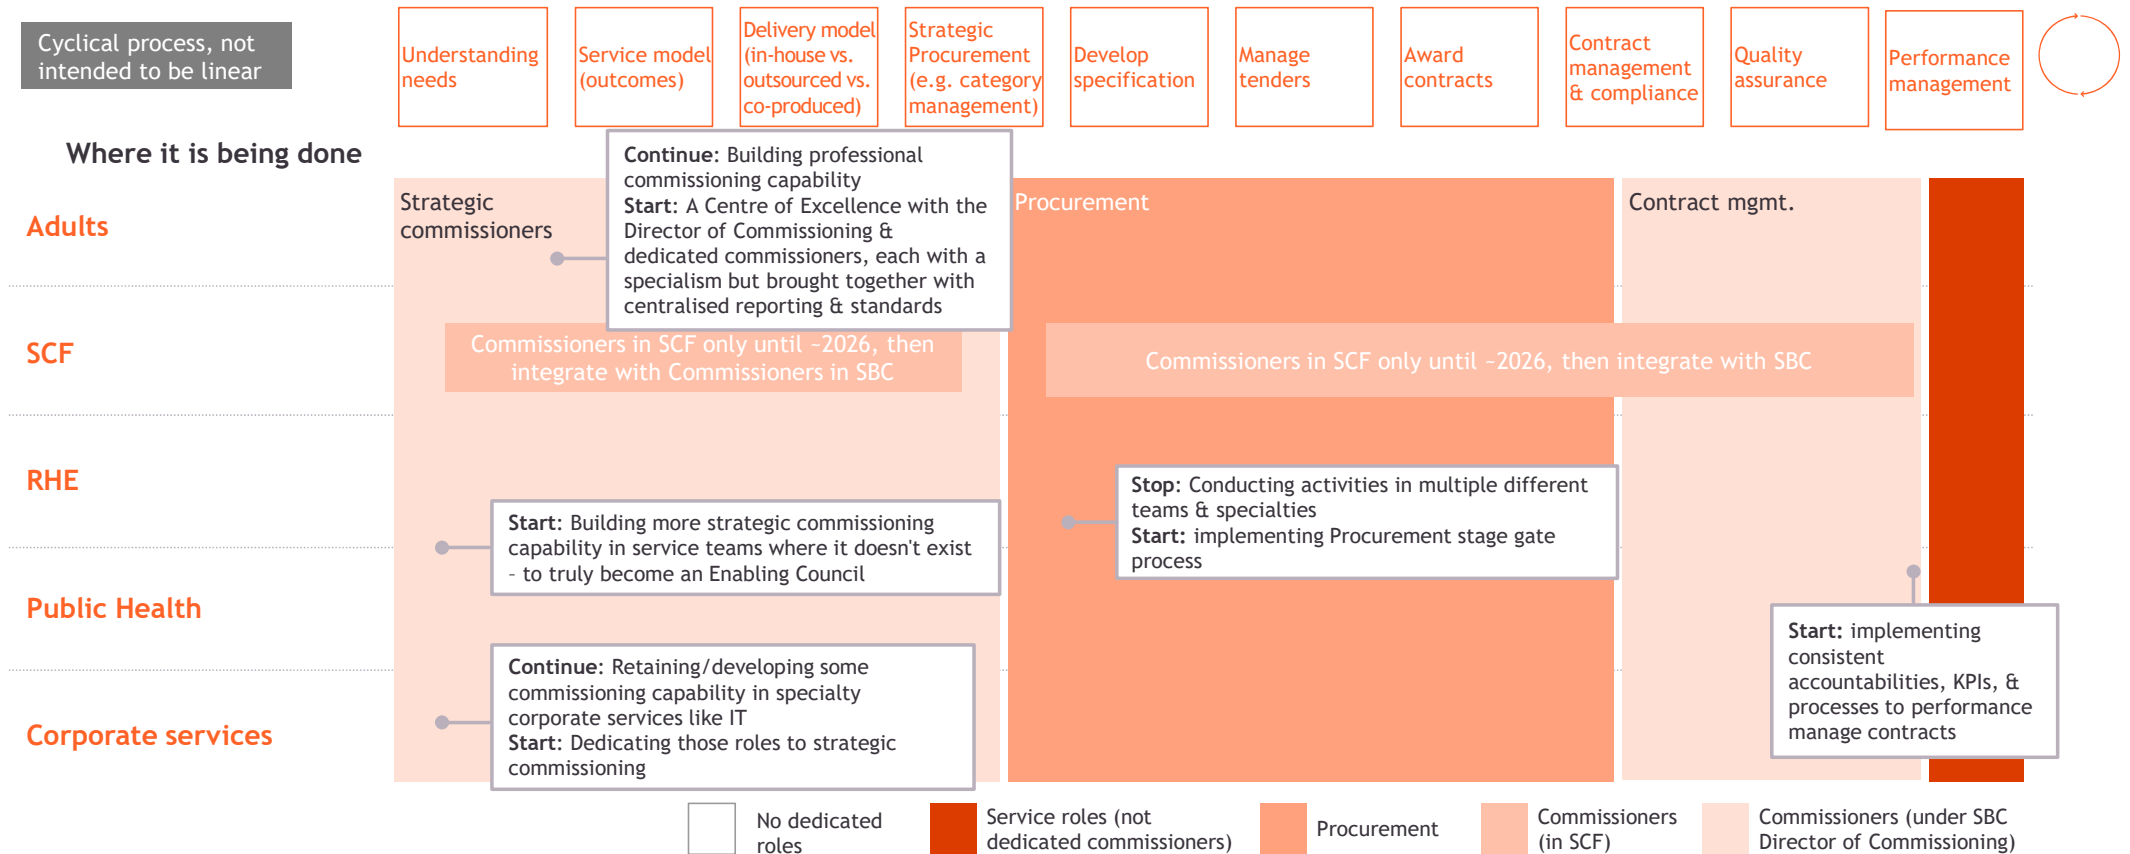 Cyclical process, not
intended to be linear
Understanding
needs
Service model
(outcomes)
Delivery model
(in-house vs.
outsourced vs.
co-produced)
Strategic
Procurement
(e.g. category
management)
Develop
specification
Manage
tenders
Award
contracts
Contract
management
& compliance
Quality
assurance
Performance
management
Where it is being done
Adults
SCF
RHE
Public Health
Corporate services
Strategic
commissioners
Continue: Building professional
commissioning capability
Start: A Centre of Excellence with the
Director of Commissioning &
dedicated commissioners, each with a
specialism but brought together with
centralised reporting & standards
Procurement
Contract mgmt.
Commissioners in SCF only until ~2026, then
integrate with Commissioners in SBC
Commissioners in SCF only until ~2026, then integrate with SBC
Start: Building more strategic commissioning
capability in service teams where it doesn't exist
– to truly become an Enabling Council
Stop: Conducting activities in multiple different
teams & specialties
Start: implementing Procurement stage gate
process
Continue: Retaining/developing some
commissioning capability in specialty
corporate services like IT
Start: Dedicating those roles to strategic
commissioning
Start: implementing
consistent
accountabilities, KPIs, &
processes to performance
manage contracts
No dedicated
roles
Service roles (not
dedicated commissioners)
Procurement
Commissioners
(in SCF)
Commissioners (under SBC
Director of Commissioning)